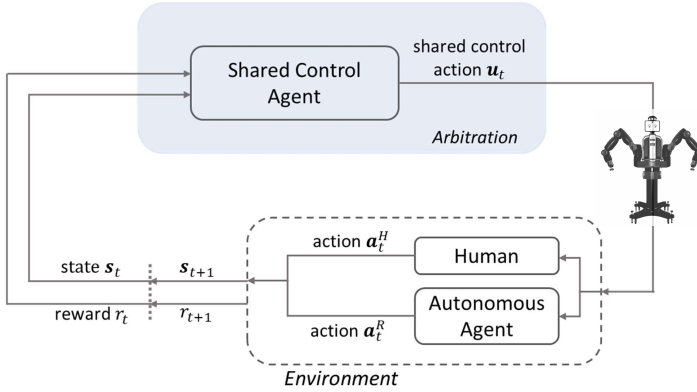 Shared Control
Agent
shared control
action u_t
Arbitration
action a_t^H
Human
state s_t
s_{t+1}
reward r_t
r_{t+1}
Autonomous
Agent
action a_t^R
Environment